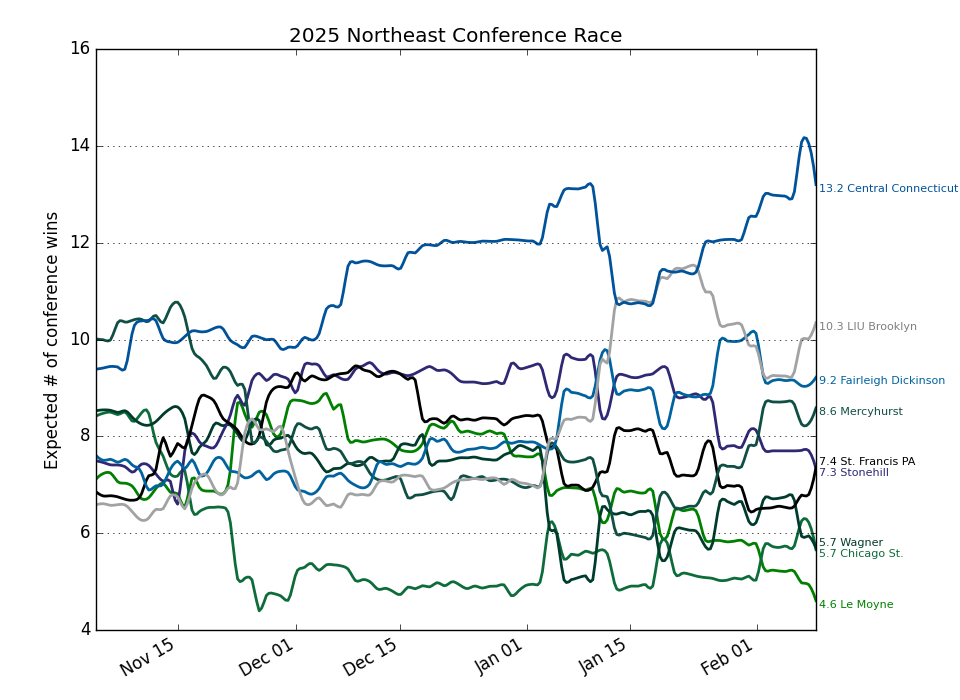 2025 Northeast Conference Race
Expected # of conference wins
16
14
12
10
8
6
4
Nov 15
Dec 01
Dec 15
Jan 01
Jan 15
Feb 01
13.2 Central Connecticut
10.3 LIU Brooklyn
9.2 Fairleigh Dickinson
8.6 Mercyhurst
7.4 St. Francis PA
7.3 Stonehill
5.7 Wagner
5.7 Chicago St.
4.6 Le Moyne